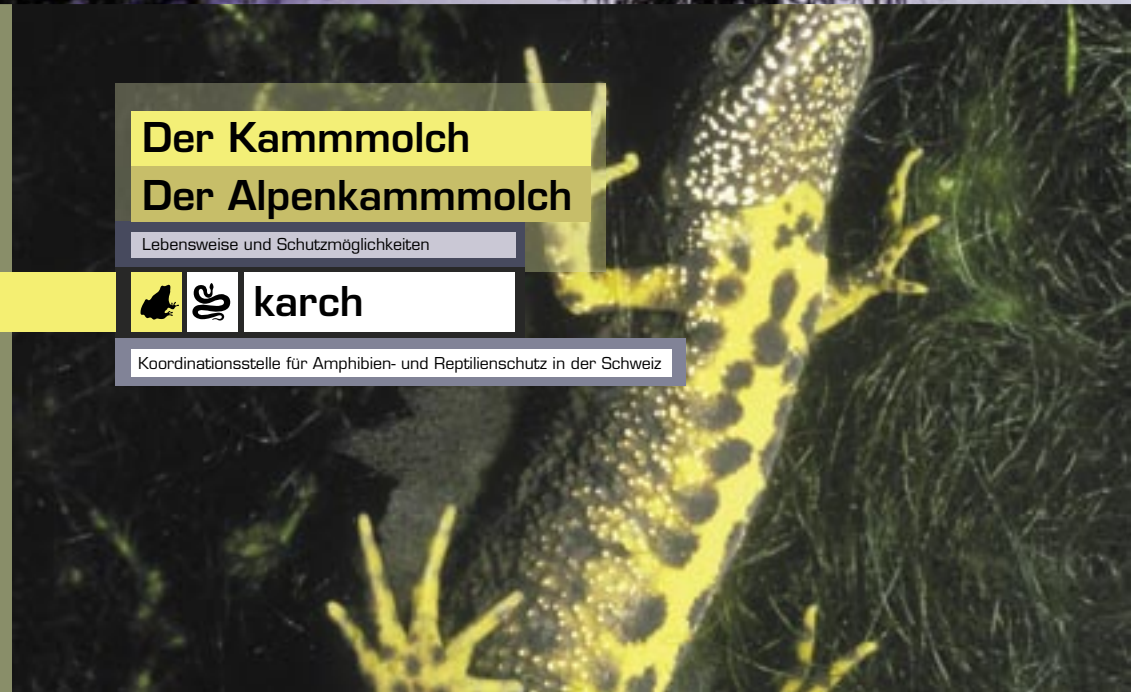 Der Kammmolch
Der Alpenkammmolch
Lebensweise und Schutzmöglichkeiten
karch
Koordinationsstelle für Amphibien- und Reptilienschutz in der Schweiz